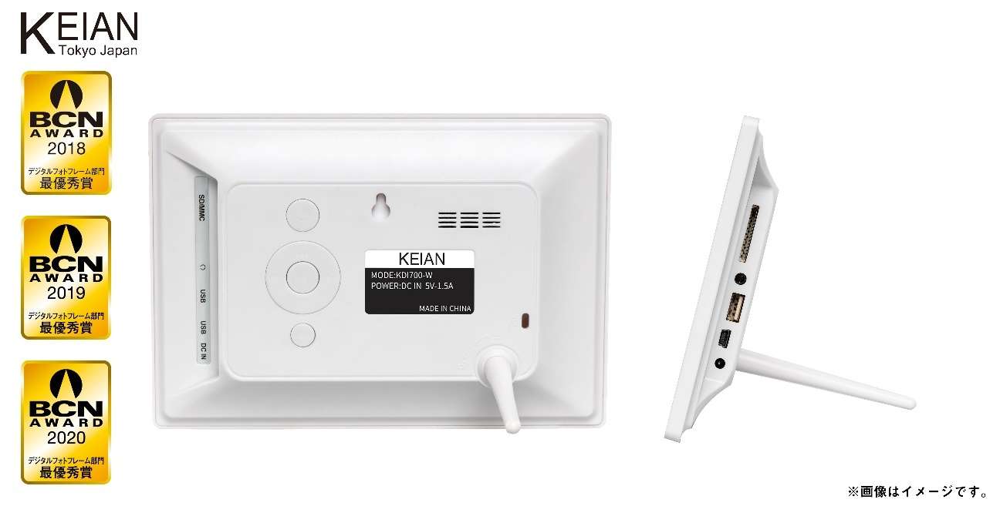 KEIAN
Tokyo Japan
BCN
AWARD
2018
デジタルフォトフレーム部門
最優秀賞
BCN
AWARD
2019
デジタルフォトフレーム部門
最優秀賞
BCN
AWARD
2020
デジタルフォトフレーム部門
最優秀賞
SD/MMC
USB
USB
DC IN
KEIAN
MODE:KDI700-W
POWER:DC IN 5V-1.5A
MADE IN CHINA
※画像はイメージです。